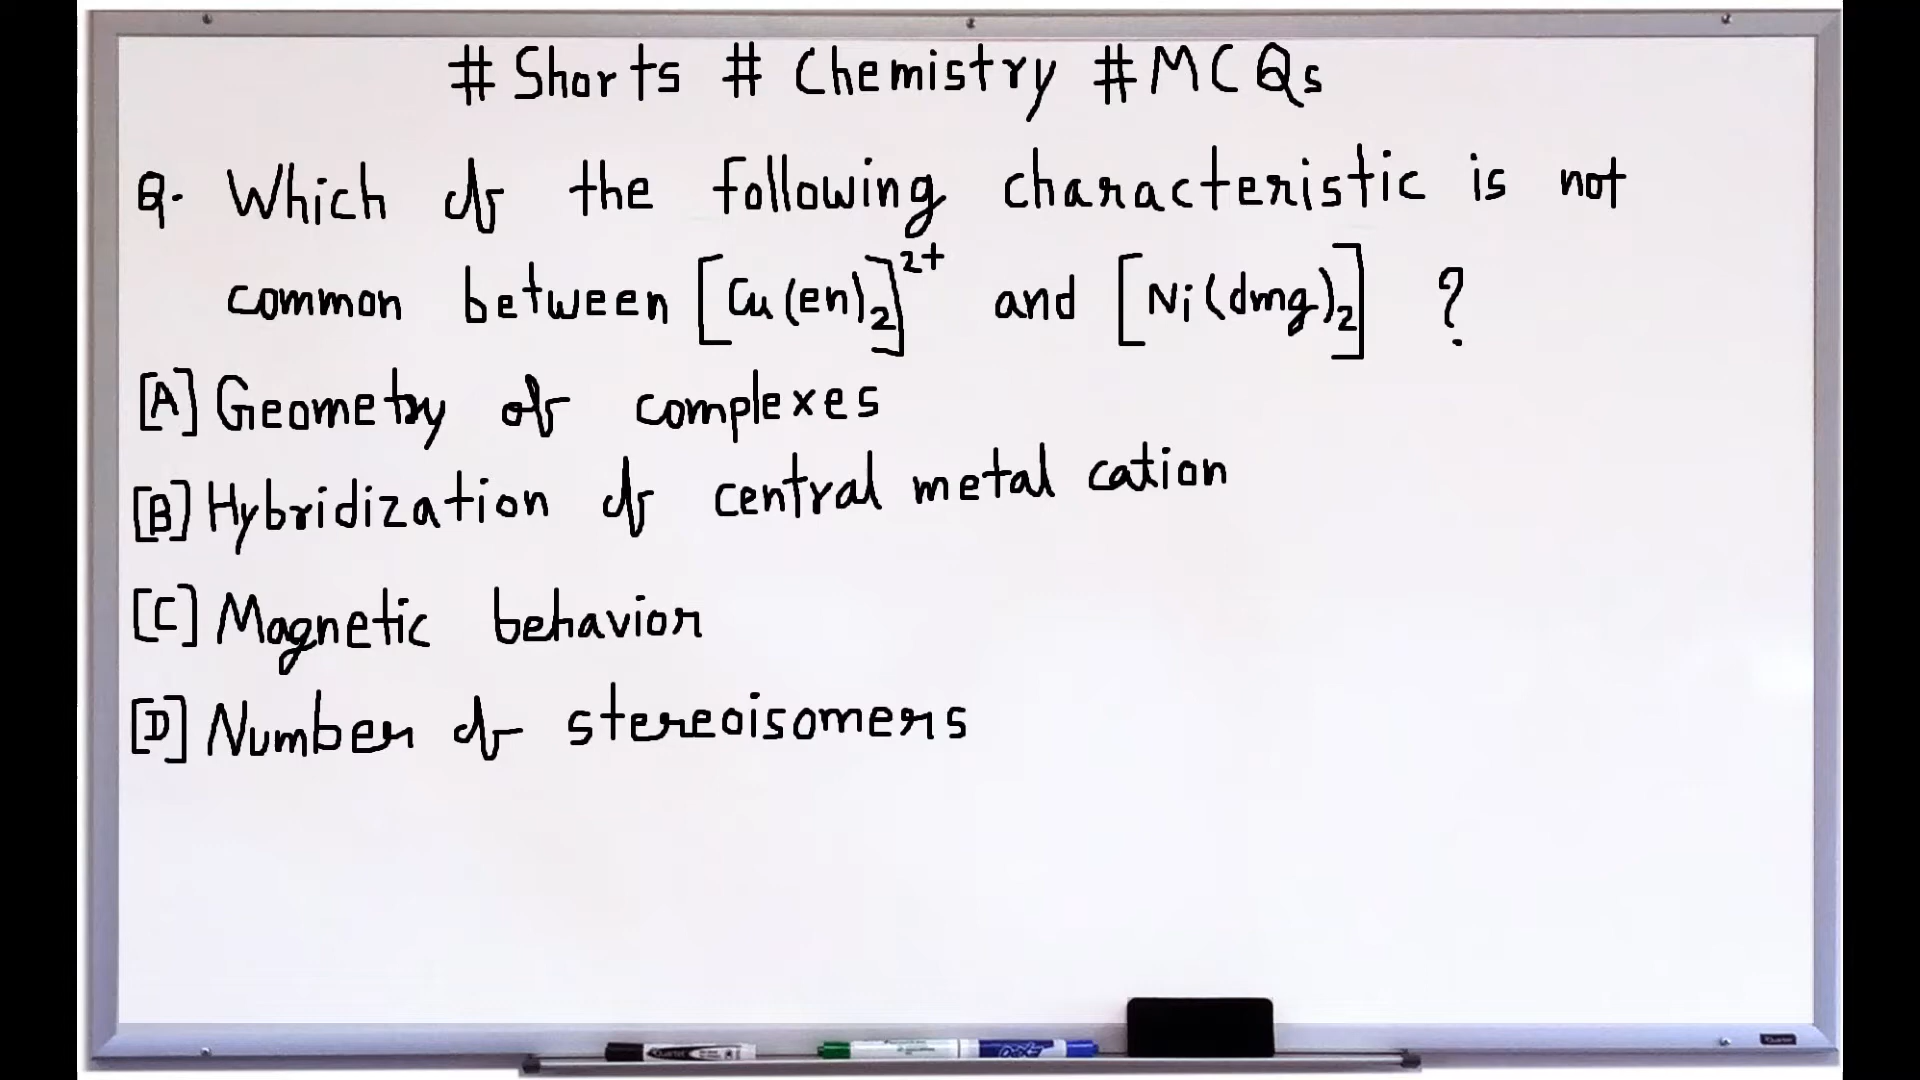 # Shorts # Chemistry #MCQs
Q. Which of the following characteristic is not
common between [Cu(en)₂]²⁺ and [Ni(dmg)₂] ?
[A] Geometry of complexes
[B] Hybridization of central metal cation
[C] Magnetic behavior
[D] Number of stereoisomers